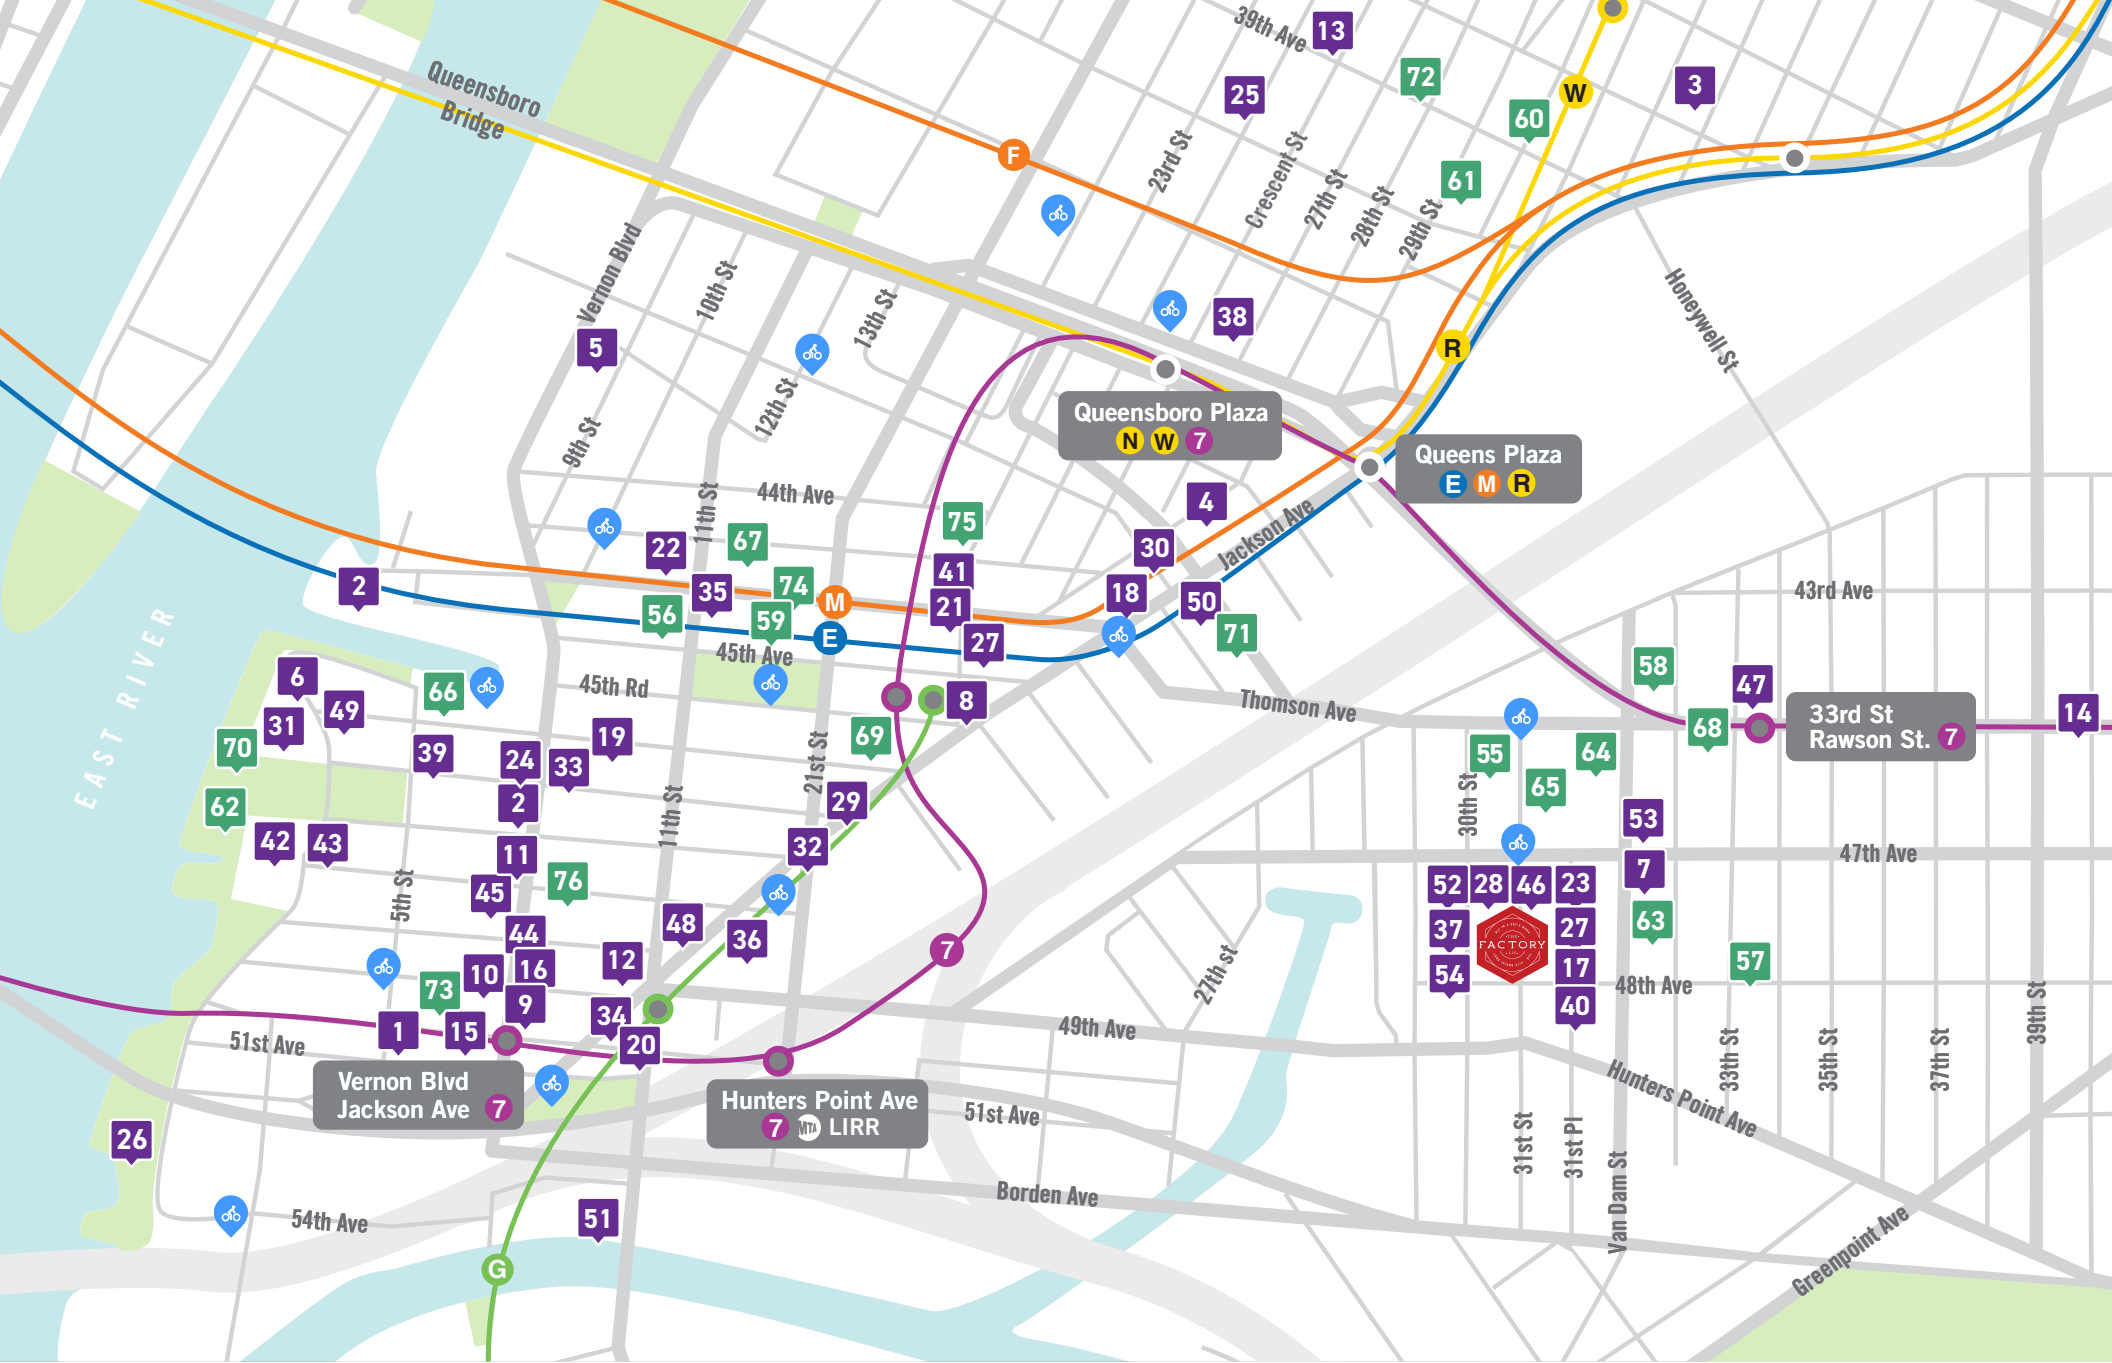 39th Ave
13
72
3
25
W
60
Queensboro
Bridge
F
23rd St
Crescent St
27th St
28th St
29th St
61
Vernon Blvd
10th St
13th St
Honeywell St
38
5
R
12th St
9th St
Queensboro Plaza
N W 7
Queens Plaza
E M R
44th Ave
11th St
4
75
67
22
30
Jackson Ave
41
2
35
74
M
21
18
50
43rd Ave
56
59
E
27
71
45th Ave
EAST RIVER
6
66
45th Rd
58
47
49
8
Thomson Ave
31
70
39
19
69
68
33rd St
Rawson St. 7
14
24
33
21st St
55
64
2
65
62
29
11th St
30th St
53
42
43
32
11
47th Ave
7
45
76
5th St
52
28
46
23
48
44
36
37
FACTORY
27
63
12
7
16
10
54
17
57
73
9
27th st
48th Ave
40
34
39th St
1
15
20
49th Ave
51st Ave
33rd St
35th St
37th St
Vernon Blvd
Jackson Ave 7
Hunters Point Ave
7 MTA LIRR
51st Ave
Hunters Point Ave
26
31st St
31st Pl
Van Dam St
Borden Ave
54th Ave
51
Greenpoint Ave
G